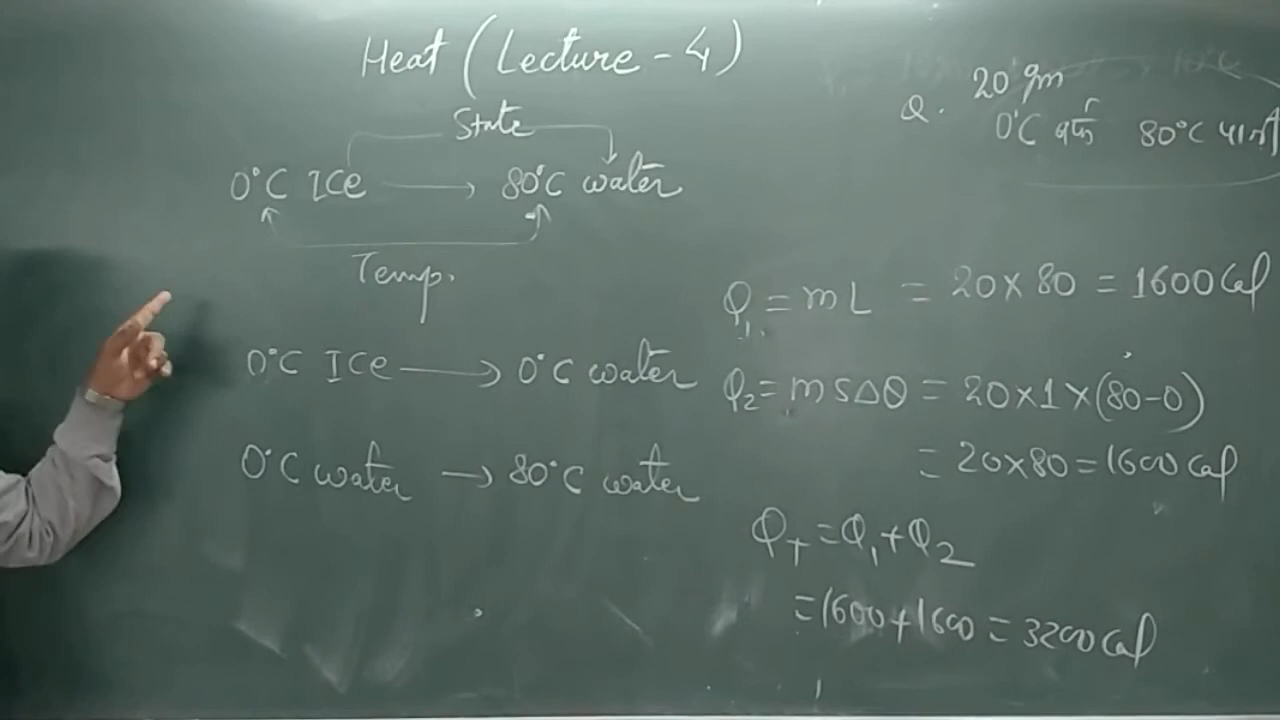 Heat (Lecture - 4)
State
0°C ICe → 80°C water
Temp.
0°C ICe → 0°C water
0°C water → 80°C water
Q. 20 gm
0°C 80°C
Q₁ = mL = 20×80 = 1600 Cal
Q₂ = msΔθ = 20×1×(80-0)
= 20×80 = 1600 cal
Q_T = Q₁+Q₂
= 1600+1600 = 3200 Cal